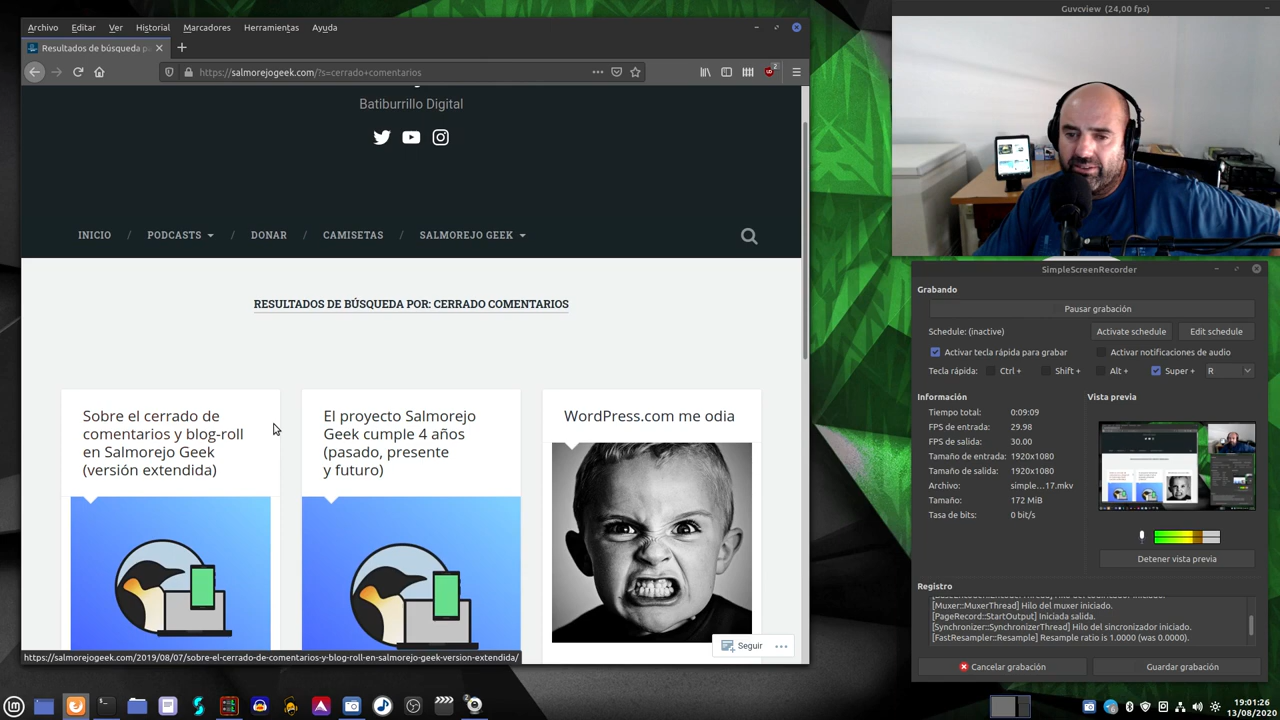 Archivo Editar Ver Historial Marcadores Herramientas Ayuda
Resultados de búsqueda p
https://salmorejogeek.com/?s=cerrado+comentarios
2
Batiburrillo Digital
INICIO / PODCASTS / DONAR / CAMISETAS / SALMOREJO GEEK
RESULTADOS DE BÚSQUEDA POR: CERRADO COMENTARIOS
Sobre el cerrado de
comentarios y blog-roll
en Salmorejo Geek
(versión extendida)
El proyecto Salmorejo
Geek cumple 4 años
(pasado, presente
y futuro)
WordPress.com me odia
Seguir
https://salmorejogeek.com/2019/08/07/sobre-el-cerrado-de-comentarios-y-blog-roll-en-salmorejo-geek-version-extendida/
Guvcview (24,00 fps)
SimpleScreenRecorder
Grabando
Pausar grabación
Schedule: (inactive) Activate schedule Edit schedule
Activar tecla rápida para grabar Activar notificaciones de audio
Tecla rápida: Ctrl + Shift + Alt + Super + R
Información
Tiempo total: 0:09:09
FPS de entrada: 29.98
FPS de salida: 30.00
Tamaño de entrada: 1920x1080
Tamaño de salida: 1920x1080
Archivo: simple....17.mkv
Tamaño: 172 MiB
Tasa de bits: 0 bit/s
Vista previa
Detener vista previa
Registro
[Muxer::MuxerThread] Hilo del muxer iniciado.
[PageRecord::StartOutput] Iniciada salida.
[Synchronizer::SynchronizerThread] Hilo del sincronizador iniciado.
[FastResampler::Resample] Resample ratio is 1.0000 (was 0.0000).
Cancelar grabación Guardar grabación
19:01:26
13/08/2020